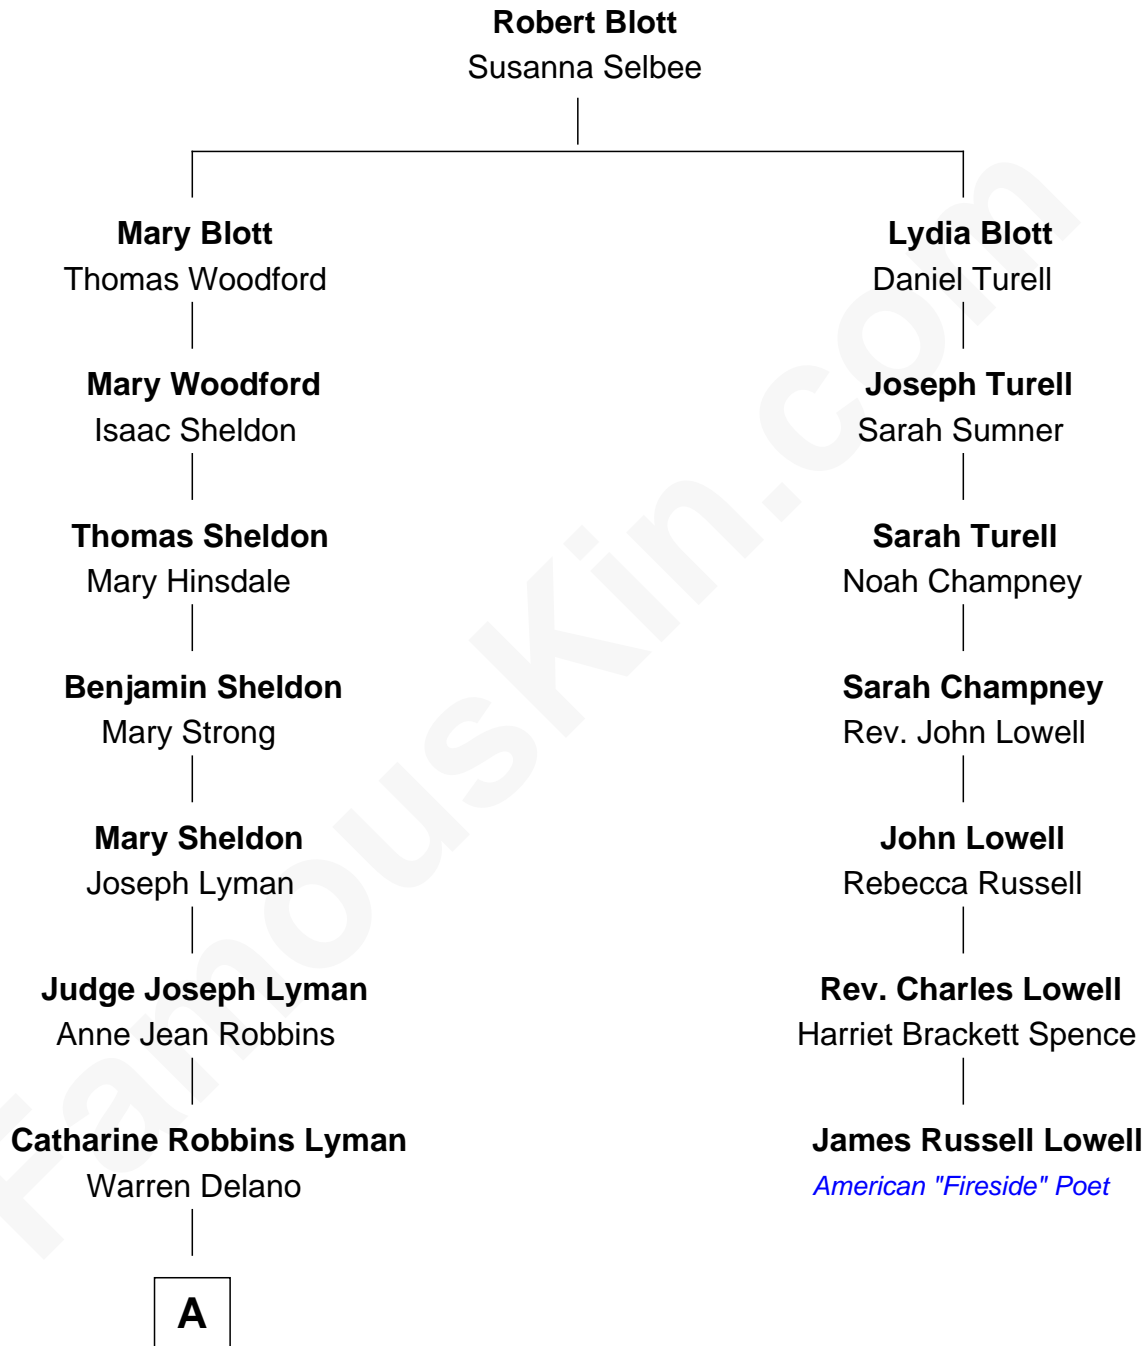 Robert Blott
Susanna Selbee
Mary Blott
Thomas Woodford
Mary Woodford
Isaac Sheldon
Thomas Sheldon
Mary Hinsdale
Benjamin Sheldon
Mary Strong
Mary Sheldon
Joseph Lyman
Judge Joseph Lyman
Anne Jean Robbins
Catharine Robbins Lyman
Warren Delano
A
Lydia Blott
Daniel Turell
Joseph Turell
Sarah Sumner
Sarah Turell
Noah Champney
Sarah Champney
Rev. John Lowell
John Lowell
Rebecca Russell
Rev. Charles Lowell
Harriet Brackett Spence
James Russell Lowell
American "Fireside" Poet
FamousKin.com